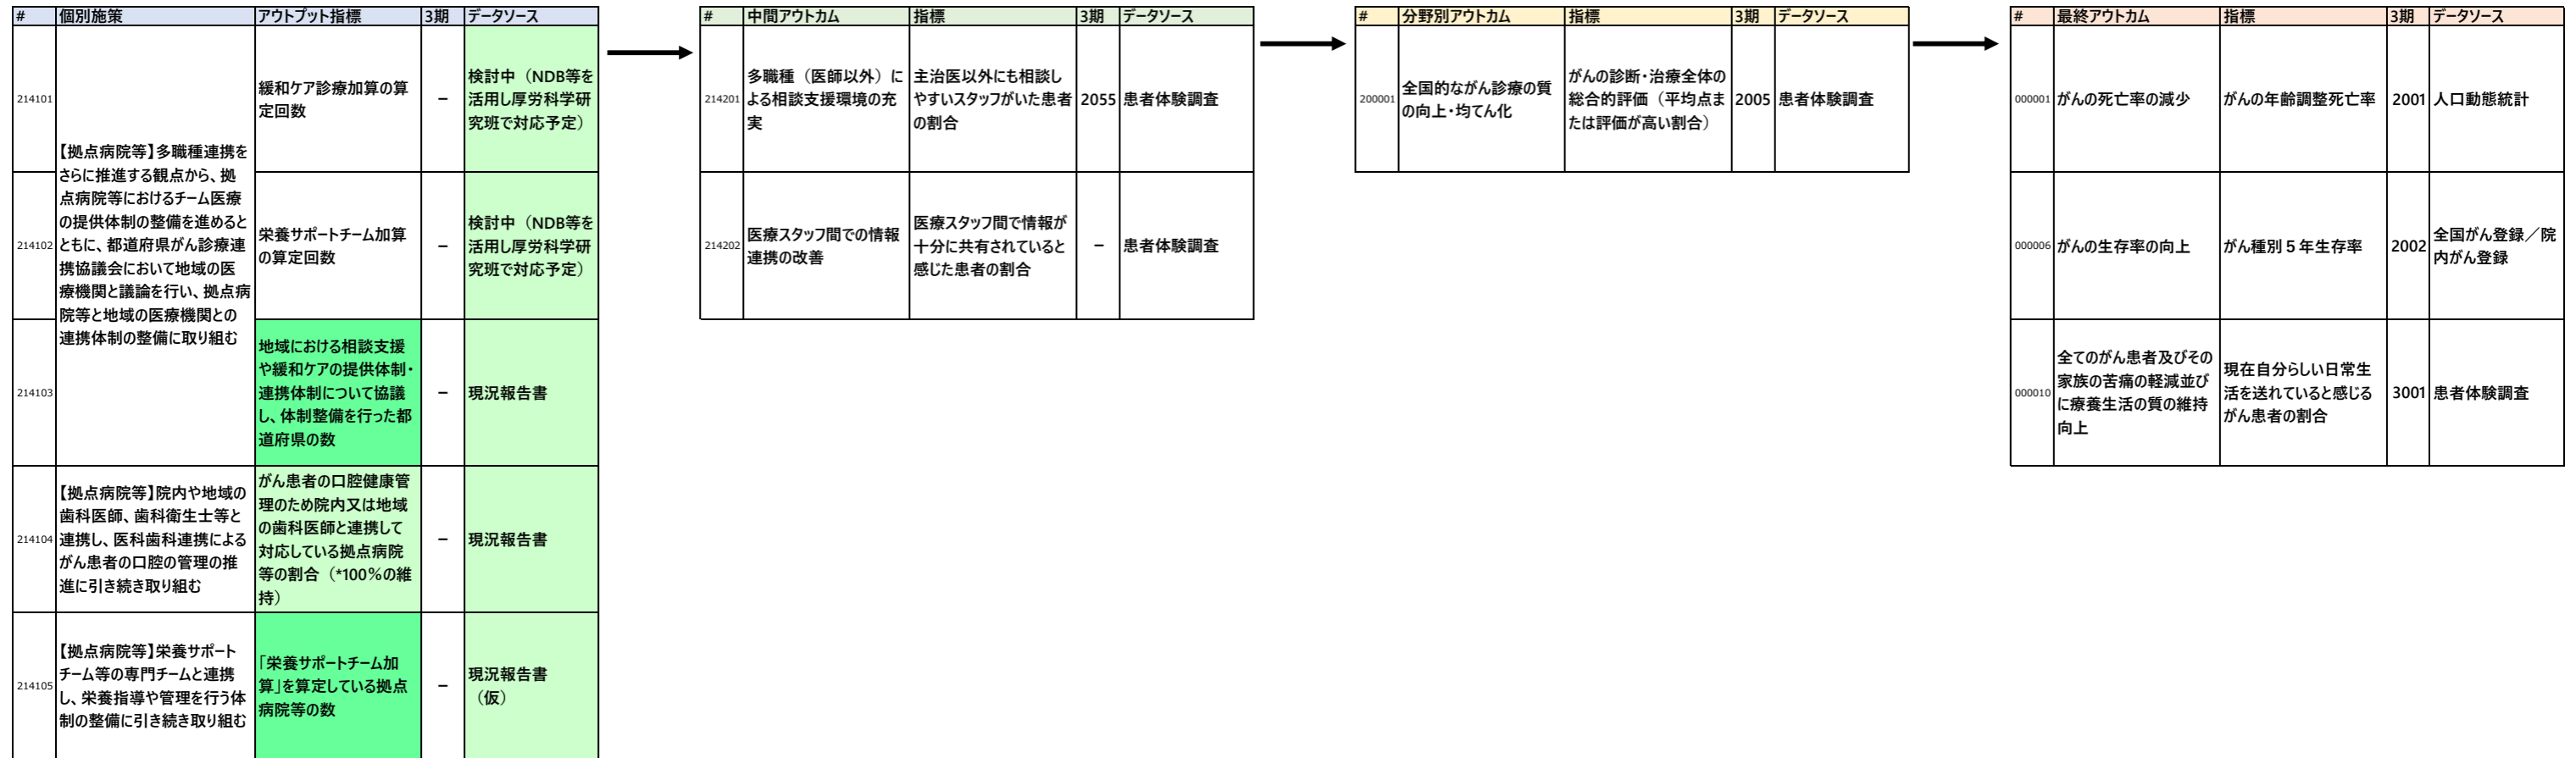 # 個別施策 アウトプット指標 3期 データソース
214101
【拠点病院等】多職種連携を
さらに推進する観点から、拠
点病院等におけるチーム医療
の提供体制の整備を進めると
ともに、都道府県がん診療連
携協議会において地域の医
療機関と議論を行い、拠点病
院等と地域の医療機関との
連携体制の整備に取り組む
緩和ケア診療加算の算
定回数
−
検討中（NDB等を
活用し厚労科学研
究班で対応予定）
214102
栄養サポートチーム加算
の算定回数
−
検討中（NDB等を
活用し厚労科学研
究班で対応予定）
214103
地域における相談支援
や緩和ケアの提供体制・
連携体制について協議
し、体制整備を行った都
道府県の数
−
現況報告書
214104
【拠点病院等】院内や地域の
歯科医師、歯科衛生士等と
連携し、医科歯科連携による
がん患者の口腔の管理の推
進に引き続き取り組む
がん患者の口腔健康管
理のため院内又は地域
の歯科医師と連携して
対応している拠点病院
等の割合（*100％の維
持）
−
現況報告書
214105
【拠点病院等】栄養サポート
チーム等の専門チームと連携
し、栄養指導や管理を行う体
制の整備に引き続き取り組む
「栄養サポートチーム加
算」を算定している拠点
病院等の数
−
現況報告書
（仮）
# 中間アウトカム 指標 3期 データソース
214201
多職種（医師以外）に
よる相談支援環境の充
実
主治医以外にも相談し
やすいスタッフがいた患者
の割合
2055
患者体験調査
214202
医療スタッフ間での情報
連携の改善
医療スタッフ間で情報が
十分に共有されていると
感じた患者の割合
−
患者体験調査
# 分野別アウトカム 指標 3期 データソース
200001
全国的ながん診療の質
の向上・均てん化
がんの診断・治療全体の
総合的評価（平均点ま
たは評価が高い割合）
2005
患者体験調査
# 最終アウトカム 指標 3期 データソース
000001
がんの死亡率の減少
がんの年齢調整死亡率
2001
人口動態統計
000006
がんの生存率の向上
がん種別５年生存率
2002
全国がん登録／院
内がん登録
000010
全てのがん患者及びその
家族の苦痛の軽減並び
に療養生活の質の維持
向上
現在自分らしい日常生
活を送れていると感じる
がん患者の割合
3001
患者体験調査